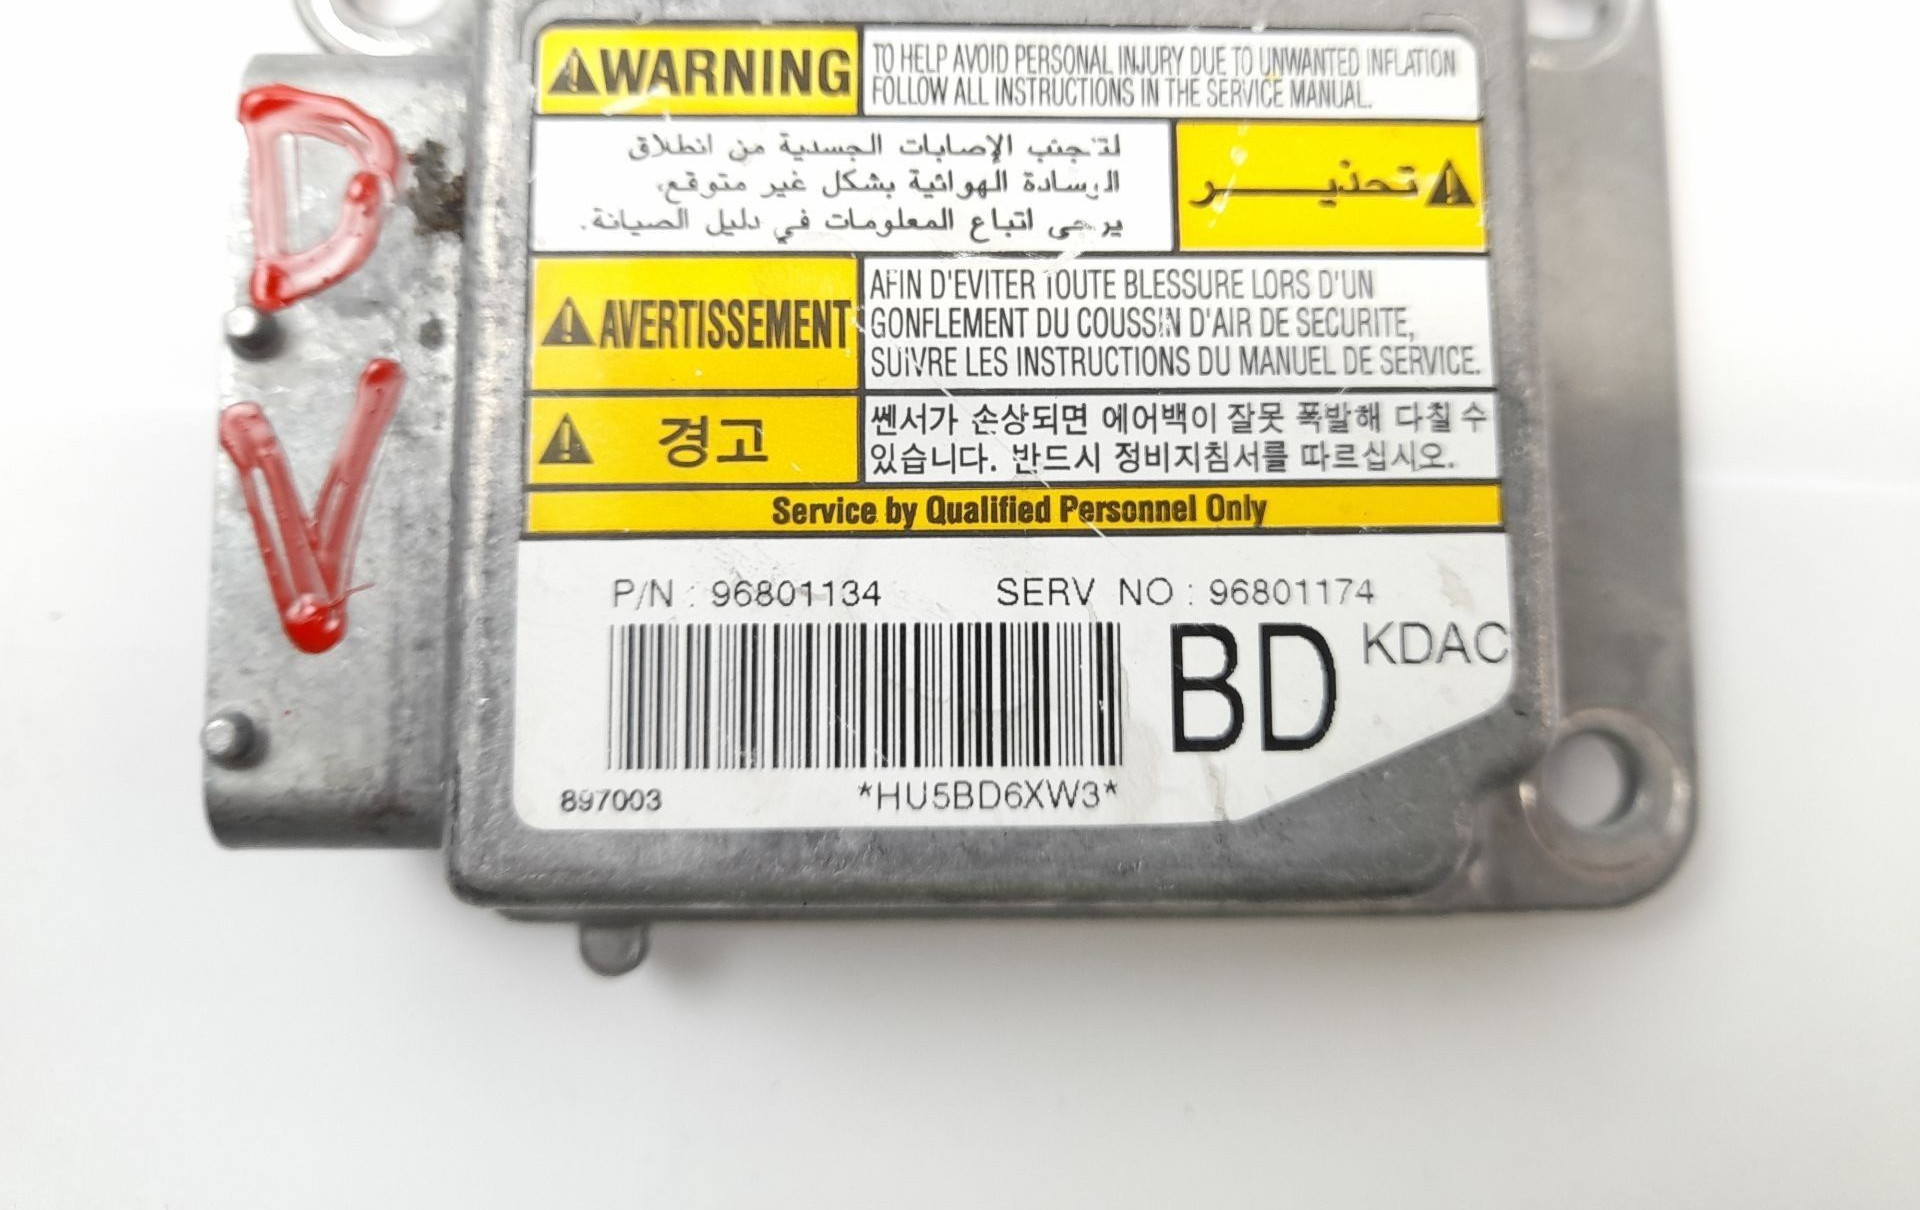 D
V
WARNING
TO HELP AVOID PERSONAL INJURY DUE TO UNWANTED INFLATION
FOLLOW ALL INSTRUCTIONS IN THE SERVICE MANUAL.
تحذيـــــر
لتجنب الإصابات الجسدية من انطلاق
الوسادة الهوائية بشكل غير متوقع،
يرجى اتباع المعلومات في دليل الصيانة.
AVERTISSEMENT
AFIN D'EVITER TOUTE BLESSURE LORS D'UN
GONFLEMENT DU COUSSIN D'AIR DE SECURITE,
SUIVRE LES INSTRUCTIONS DU MANUEL DE SERVICE.
경고
쎈서가 손상되면 에어백이 잘못 폭발해 다칠 수
있습니다. 반드시 정비지침서를 따르십시오.
Service by Qualified Personnel Only
P/N : 96801134 SERV NO : 96801174
BD KDAC
897003 *HU5BD6XW3*